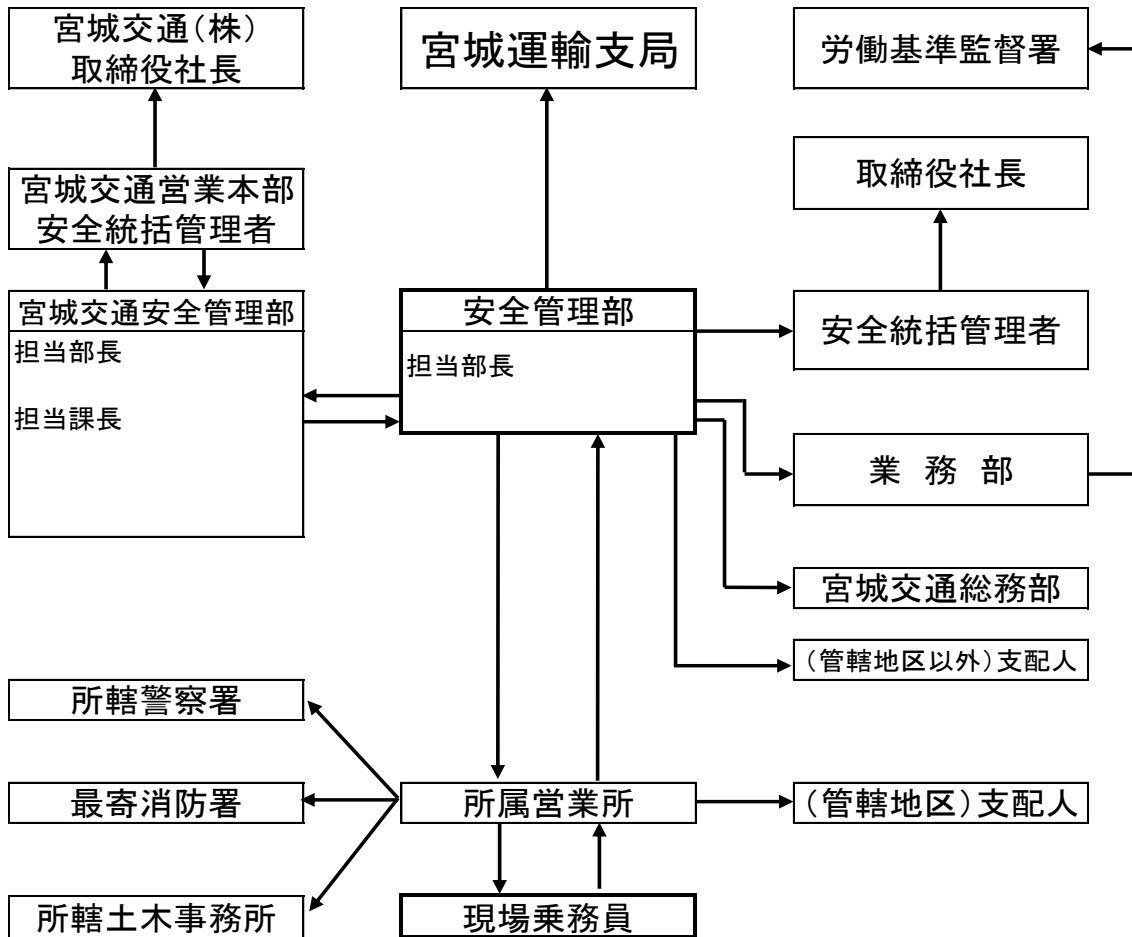 宮城交通（株）
取締役社長
宮城運輸支局
労働基準監督署
取締役社長
宮城交通営業本部
安全統括管理者
宮城交通安全管理部
担当部長
担当課長
安全管理部
担当部長
安全統括管理者
業 務 部
宮城交通総務部
（管轄地区以外）支配人
所轄警察署
最寄消防署
所属営業所
（管轄地区）支配人
所轄土木事務所
現場乗務員